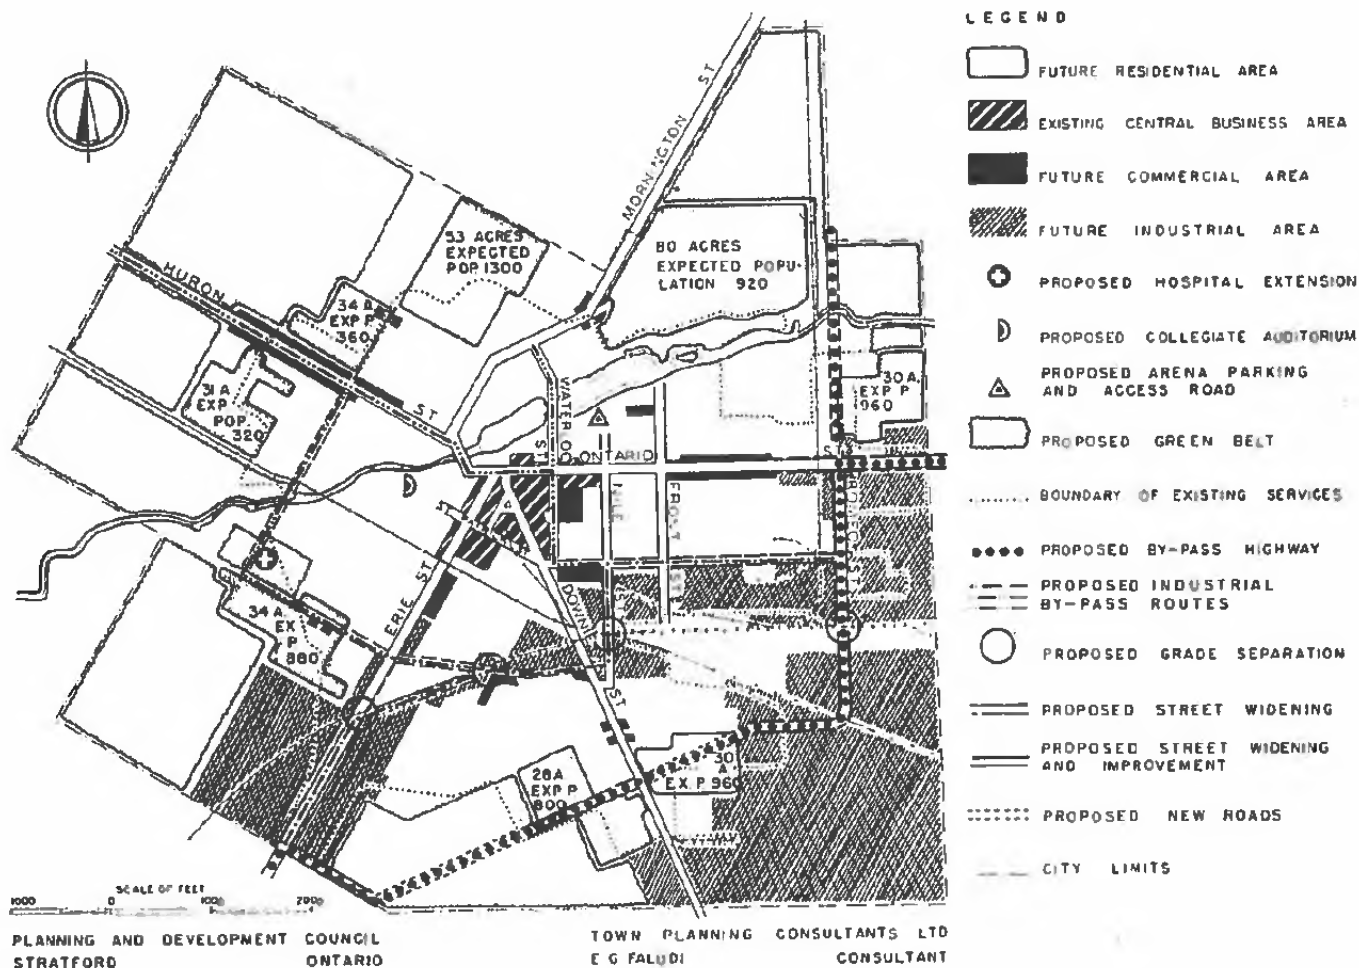 LEGEND
FUTURE RESIDENTIAL AREA
EXISTING CENTRAL BUSINESS AREA
FUTURE COMMERCIAL AREA
FUTURE INDUSTRIAL AREA
PROPOSED HOSPITAL EXTENSION
PROPOSED COLLEGIATE AUDITORIUM
PROPOSED ARENA PARKING
AND ACCESS ROAD
PROPOSED GREEN BELT
BOUNDARY OF EXISTING SERVICES
PROPOSED BY-PASS HIGHWAY
PROPOSED INDUSTRIAL
BY-PASS ROUTES
PROPOSED GRADE SEPARATION
PROPOSED STREET WIDENING
PROPOSED STREET WIDENING
AND IMPROVEMENT
PROPOSED NEW ROADS
CITY LIMITS
MORNINGTON ST
HURON ST
53 ACRES
EXPECTED
POP. 1300
80 ACRES
EXPECTED POPU-
LATION 920
34 A
EXP P
360
31 A
EXP
POP.
320
30 A
EXP P
960
WATER ST
ONTARIO ST
NILE
FRONT ST
ST
ERIE ST
DOWNIE ST
34 A
EX
P
880
28A
EXP P
800
30
A
EX. P 960
SCALE OF FEET
1000 0 1000 2000
PLANNING AND DEVELOPMENT COUNCIL
STRATFORD ONTARIO
TOWN PLANNING CONSULTANTS LTD
E G FALUDI CONSULTANT